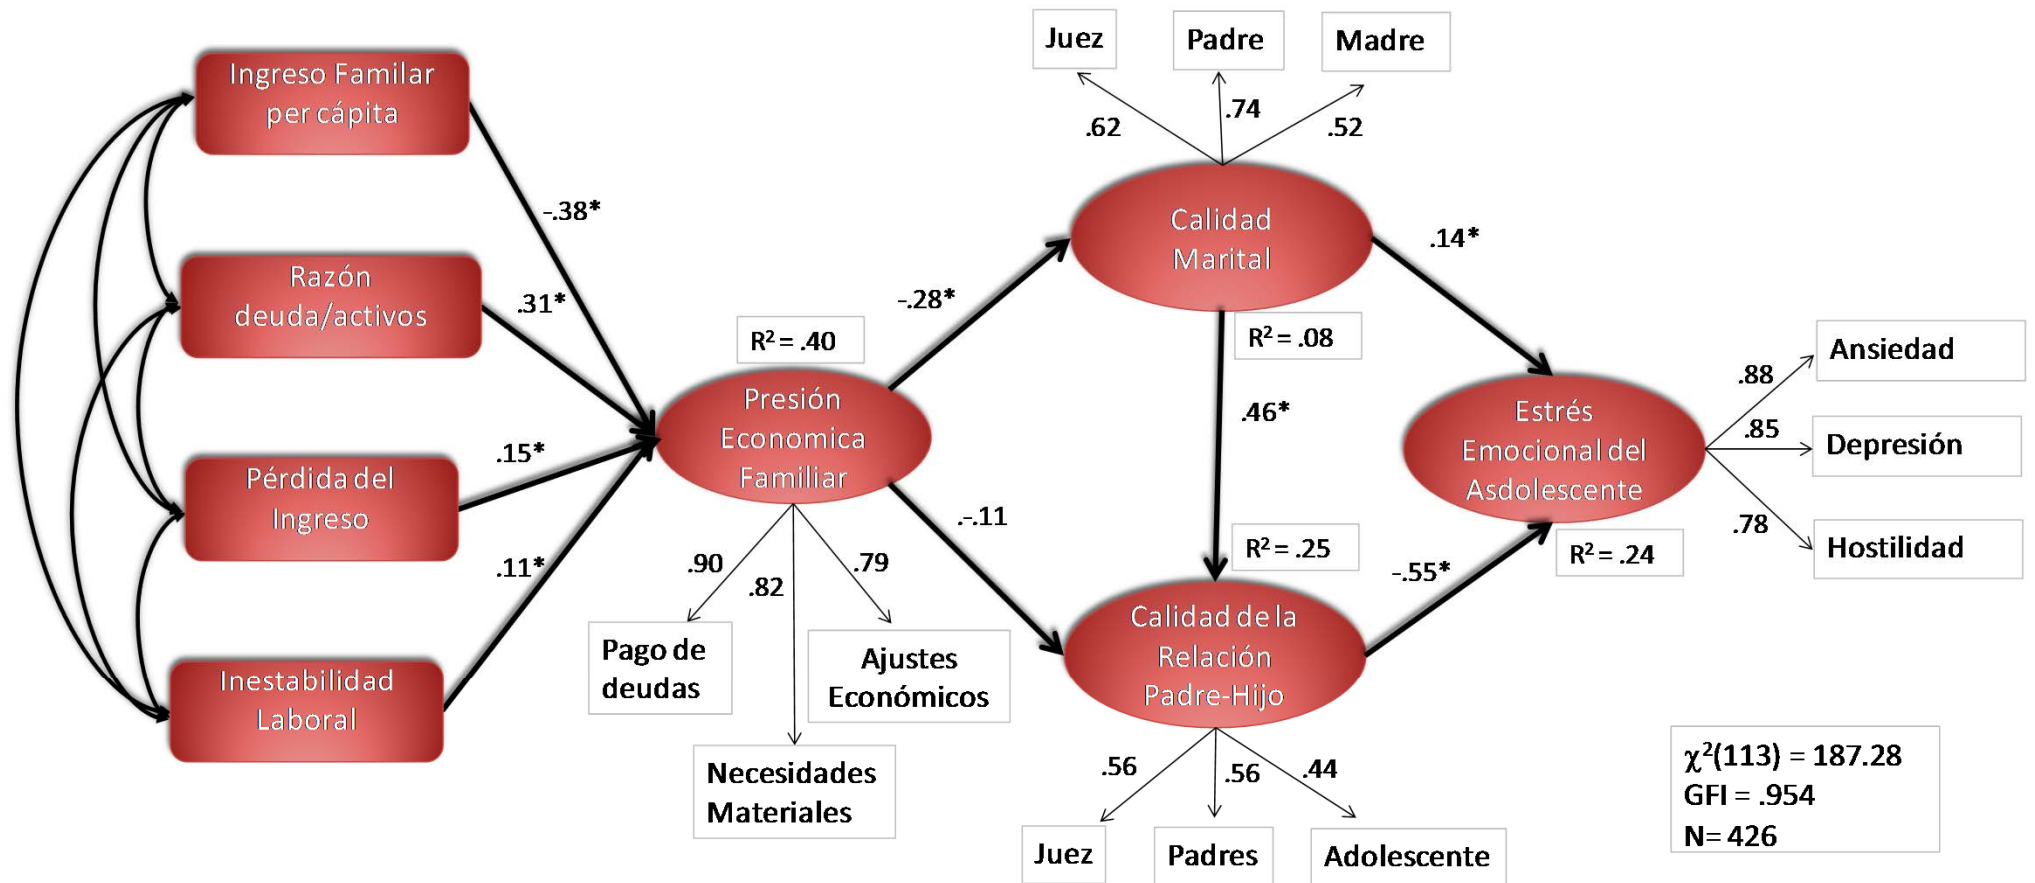 Juez
Padre
Madre
.62
.74
.52
Ingreso Familar
per cápita
-.38*
Razón
deuda/activos
.31*
Pérdida del
Ingreso
.15*
Inestabilidad
Laboral
.11*
R² = .40
Presión
Economica
Familiar
.90
.82
.79
Pago de
deudas
Necesidades
Materiales
Ajustes
Económicos
-.28*
.-.11
Calidad
Marital
R² = .08
.14*
.46*
R² = .25
Calidad de la
Relación
Padre-Hijo
-.55*
.56
.56
.44
Juez
Padres
Adolescente
Estrés
Emocional del
Asdolescente
R² = .24
.88
.85
.78
Ansiedad
Depresión
Hostilidad
χ²(113) = 187.28
GFI = .954
N= 426